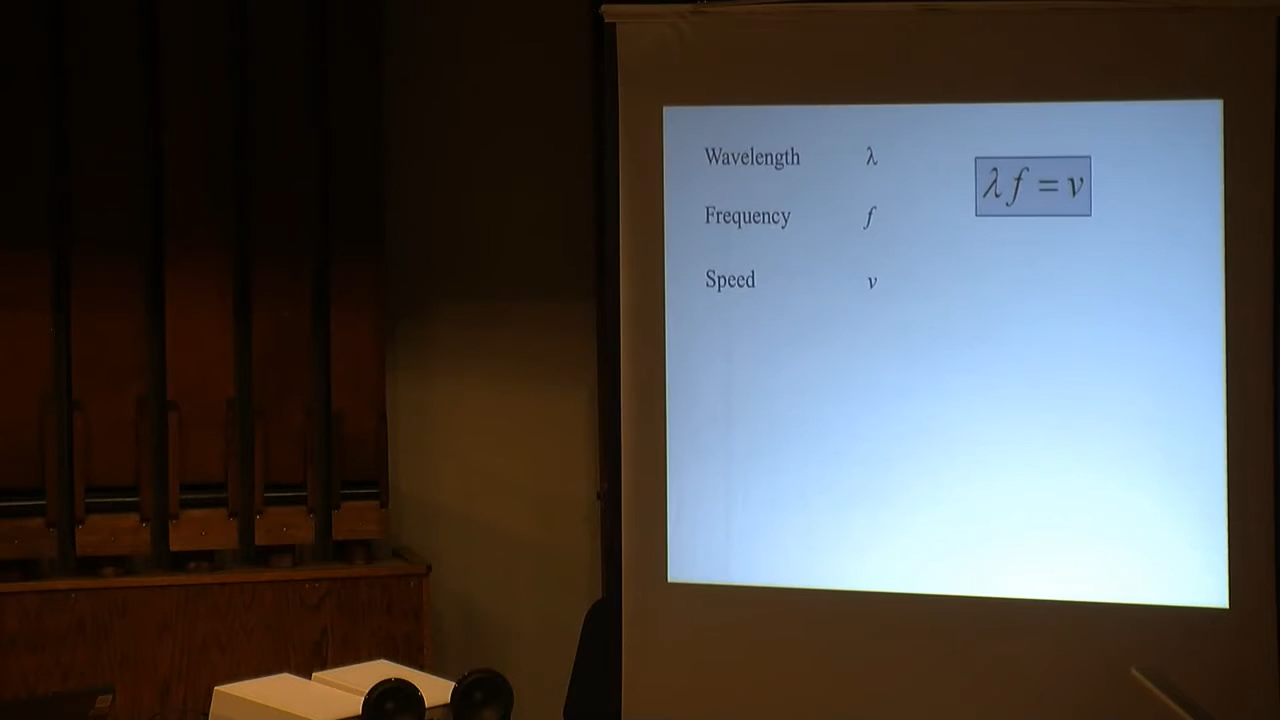 Wavelength λ
λ f = v
Frequency f
Speed v